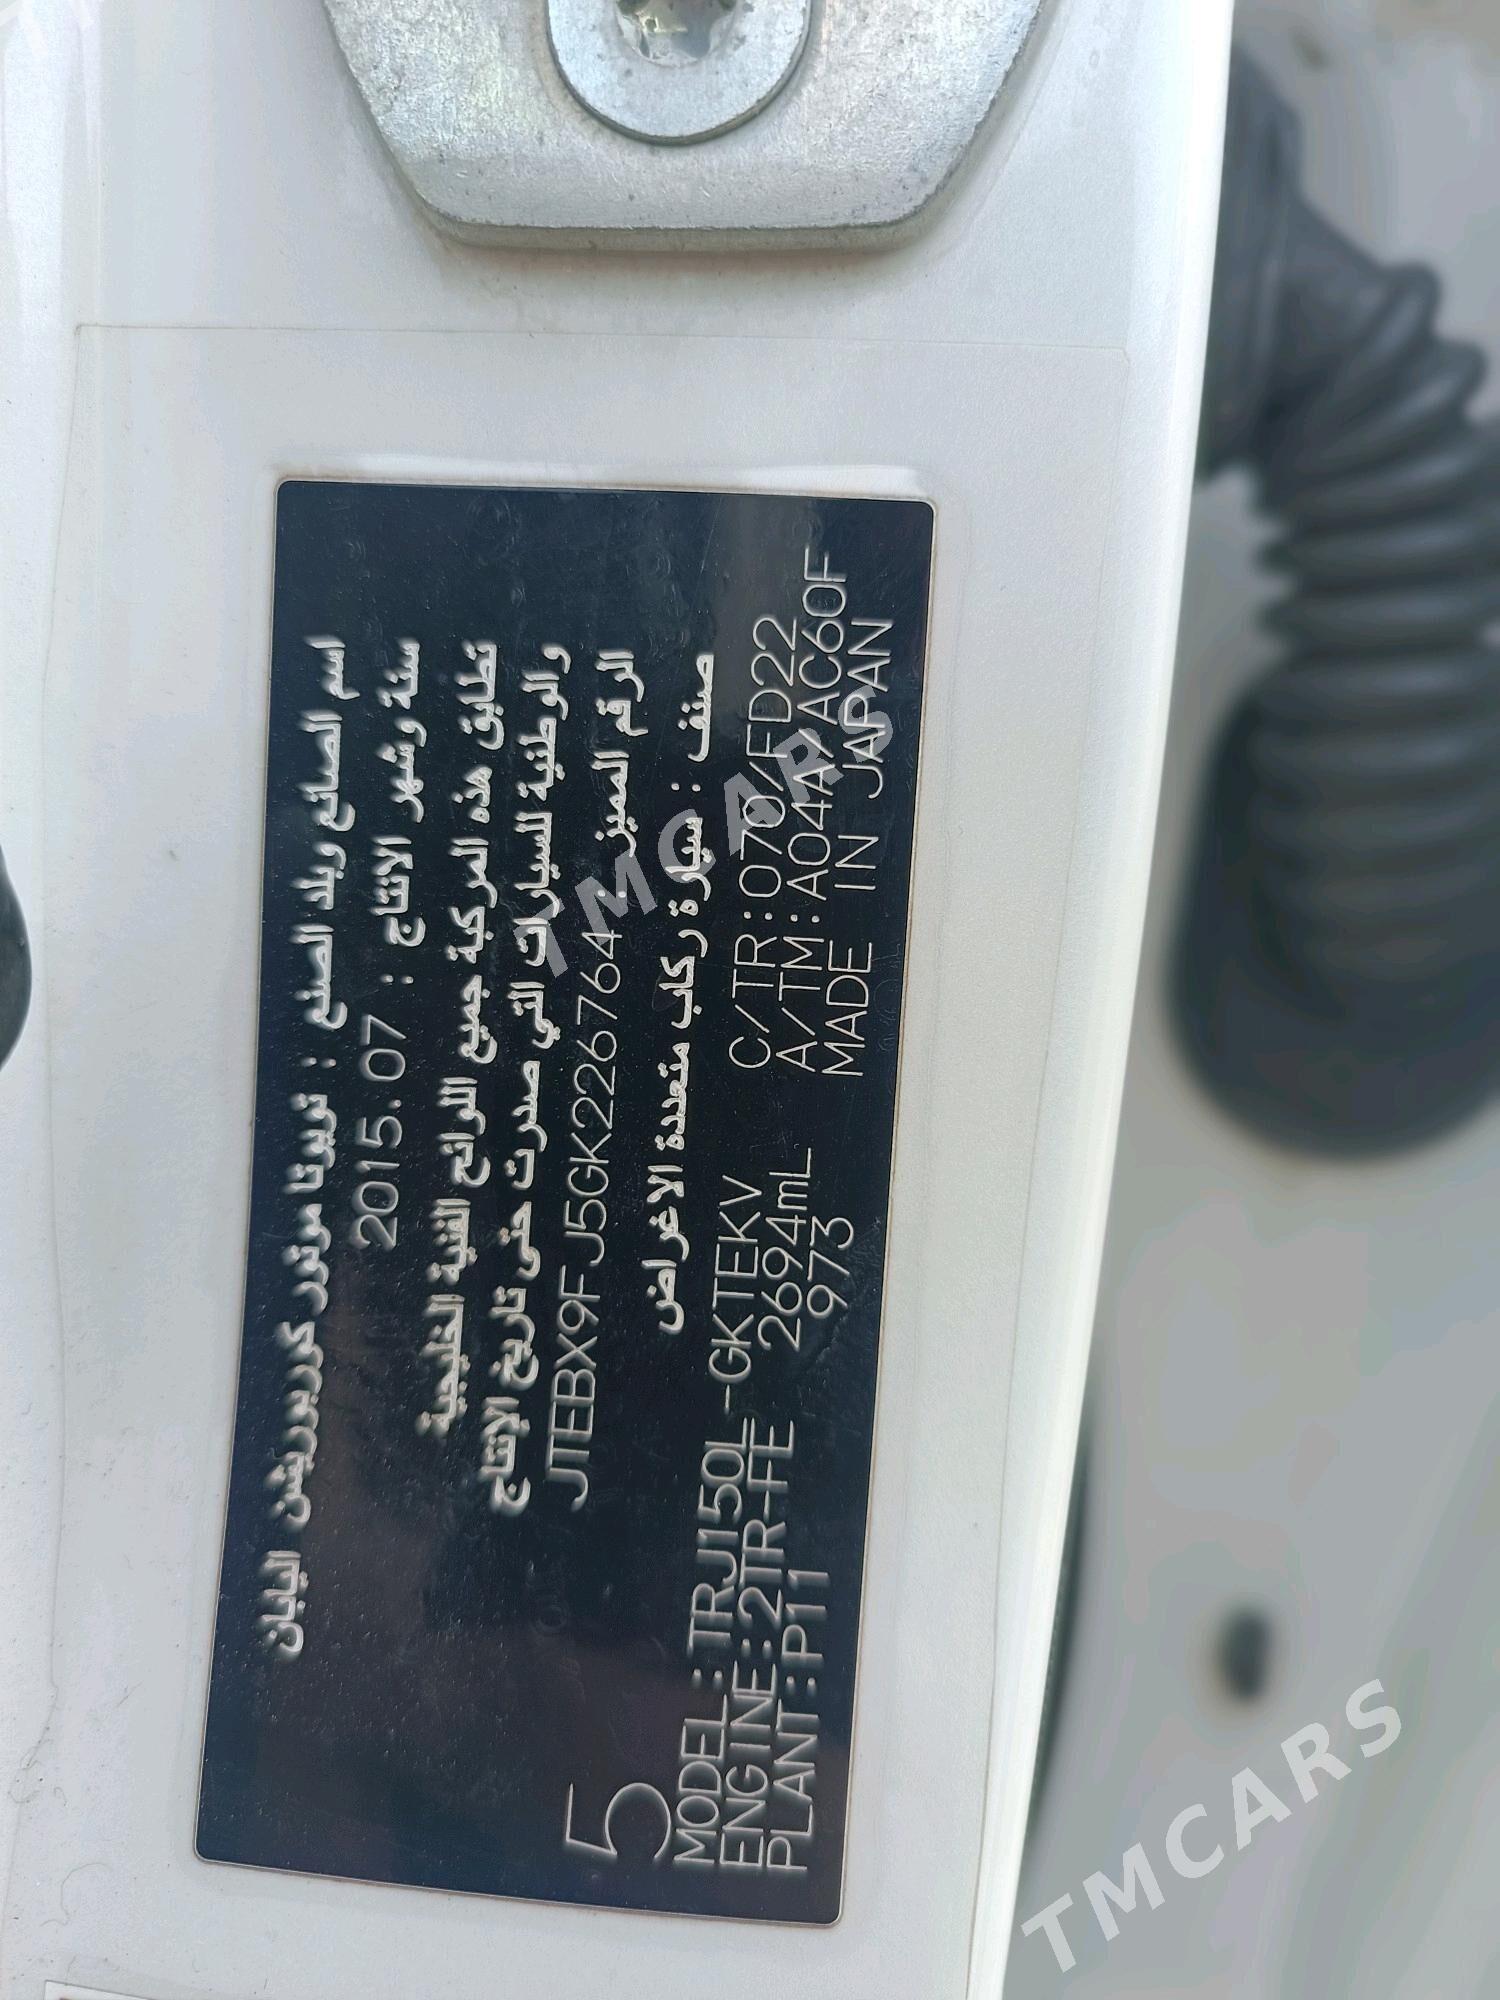 اسم الصانع وبلد الصنع : تويوتا موتور كوربوريشن اليابان
سنة وشهر الانتاج : 2015.07
تطابق هذه المركبة جميع اللوائح الفنية الخليجية
والوطنية للسيارات التي صدرت حتى تاريخ الإنتاج
الرقم المميز : JTEBX9FJ5GK226764
صنف : سيارة ركاب متعددة الاغراض
5
MODEL:TRJ150L-GKTEKV C/TR:070/FD22
ENGINE:2TR-FE 2694mL A/TM:A04A/AC60F
PLANT:P11 973 MADE IN JAPAN
TMCARS
TMCARS